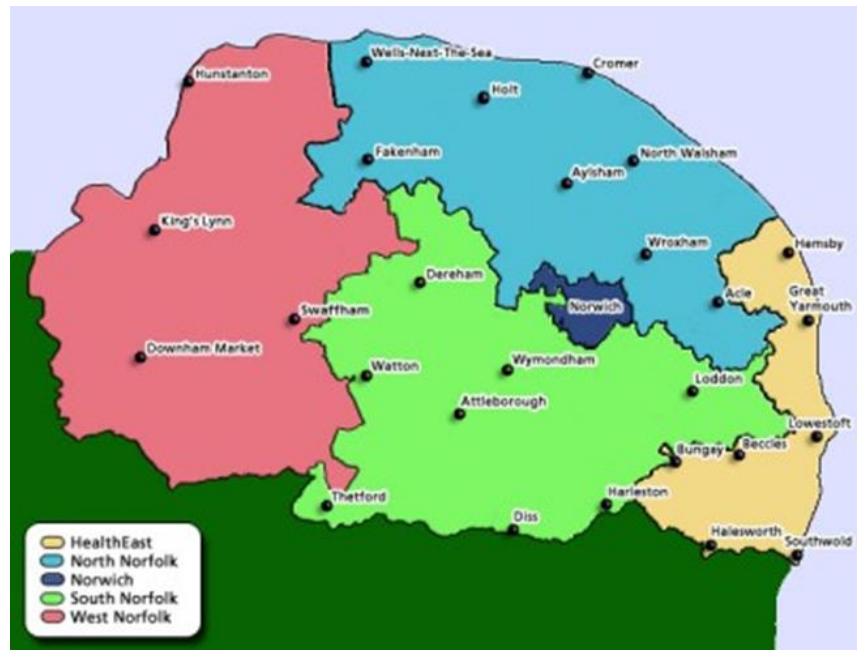 Wells-Next-The-Sea
Cromer
Hunstanton
Holt
Fakenham
North Walsham
Aylsham
King's Lynn
Wroxham
Hemsby
Dereham
Acle
Great
Yarmouth
Norwich
Swaffham
Downham Market
Wymondham
Watton
Loddon
Attleborough
Lowestoft
Bungay
Beccles
Thetford
Harleston
Diss
Halesworth
Southwold
HealthEast
North Norfolk
Norwich
South Norfolk
West Norfolk